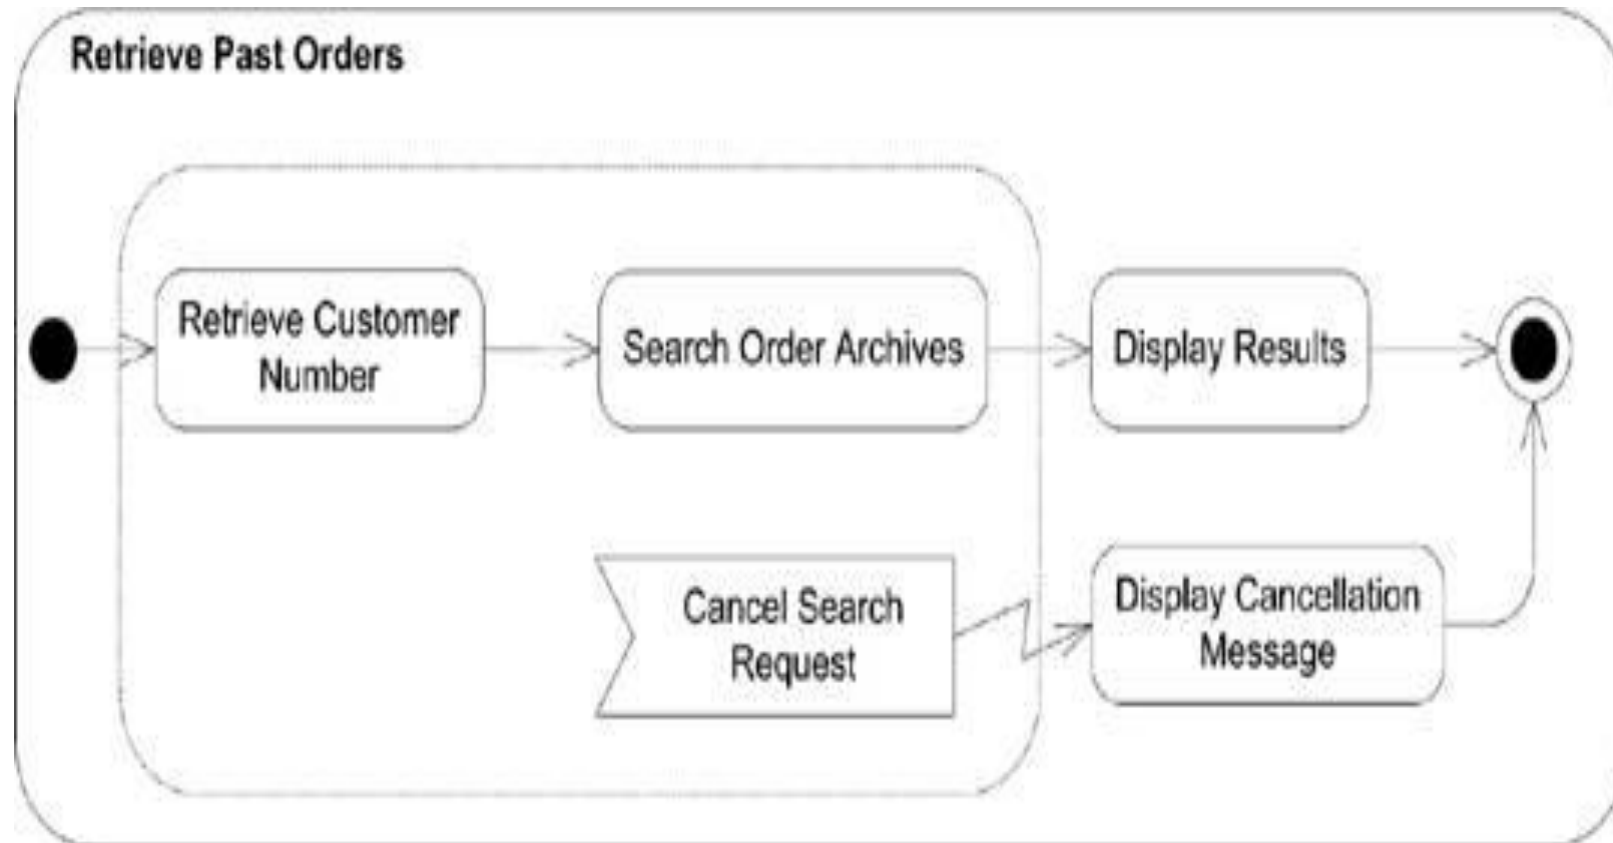 Retrieve Past Orders
Retrieve Customer
Number
Search Order Archives
Display Results
Cancel Search
Request
Display Cancellation
Message